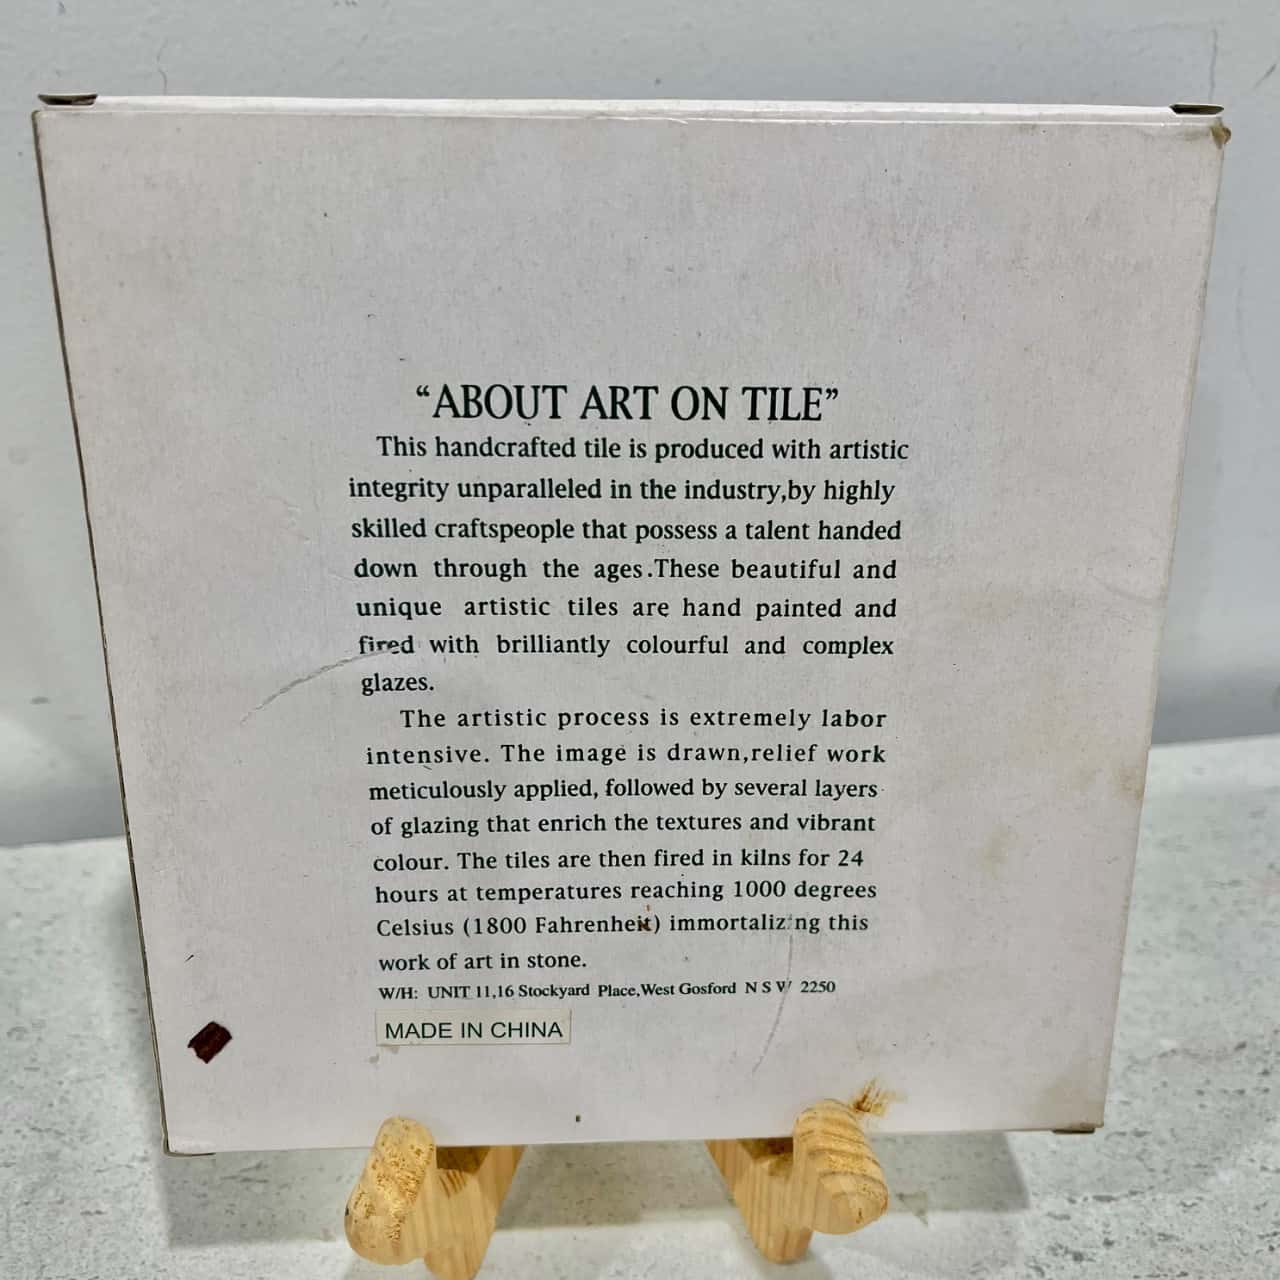 “ABOUT ART ON TILE”
This handcrafted tile is produced with artistic
integrity unparalleled in the industry,by highly
skilled craftspeople that possess a talent handed
down through the ages.These beautiful and
unique artistic tiles are hand painted and
fired with brilliantly colourful and complex
glazes.
The artistic process is extremely labor
intensive. The image is drawn,relief work
meticulously applied, followed by several layers
of glazing that enrich the textures and vibrant
colour. The tiles are then fired in kilns for 24
hours at temperatures reaching 1000 degrees
Celsius (1800 Fahrenheit) immortalizing this
work of art in stone.
W/H: UNIT 11,16 Stockyard Place,West Gosford N S W 2250
MADE IN CHINA